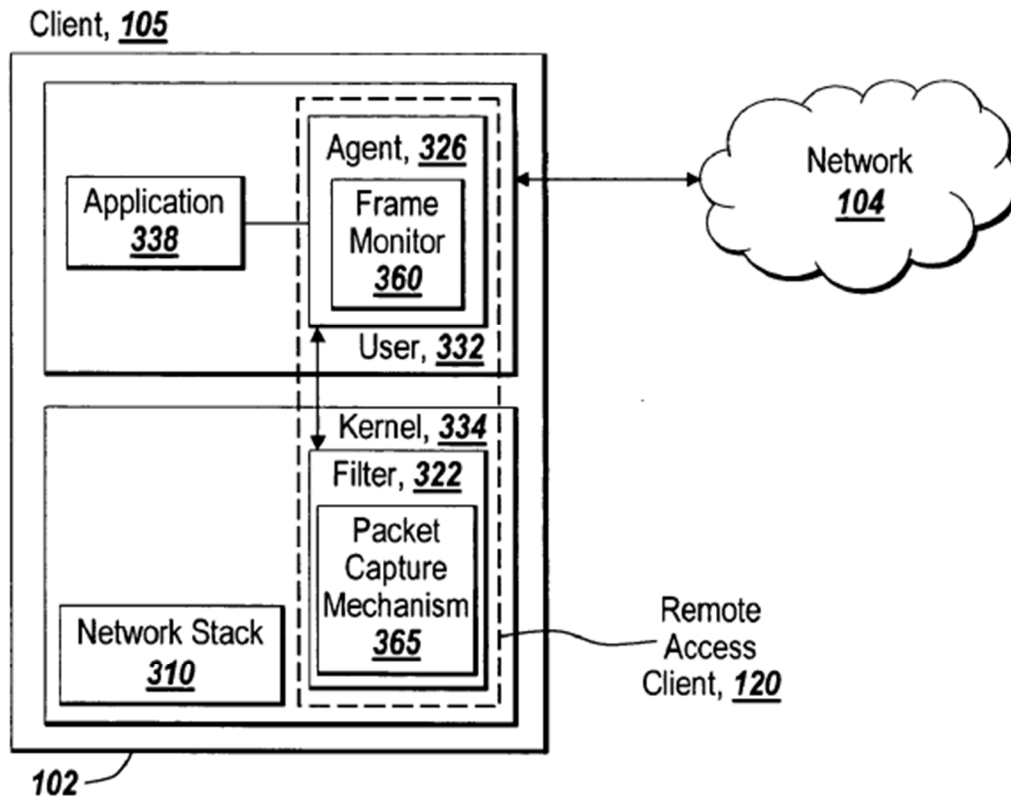 Client, 105
Agent, 326
Application
338
Frame
Monitor
360
User, 332
Network
104
Kernel, 334
Filter, 322
Packet
Capture
Mechanism
365
Network Stack
310
Remote
Access
Client, 120
102